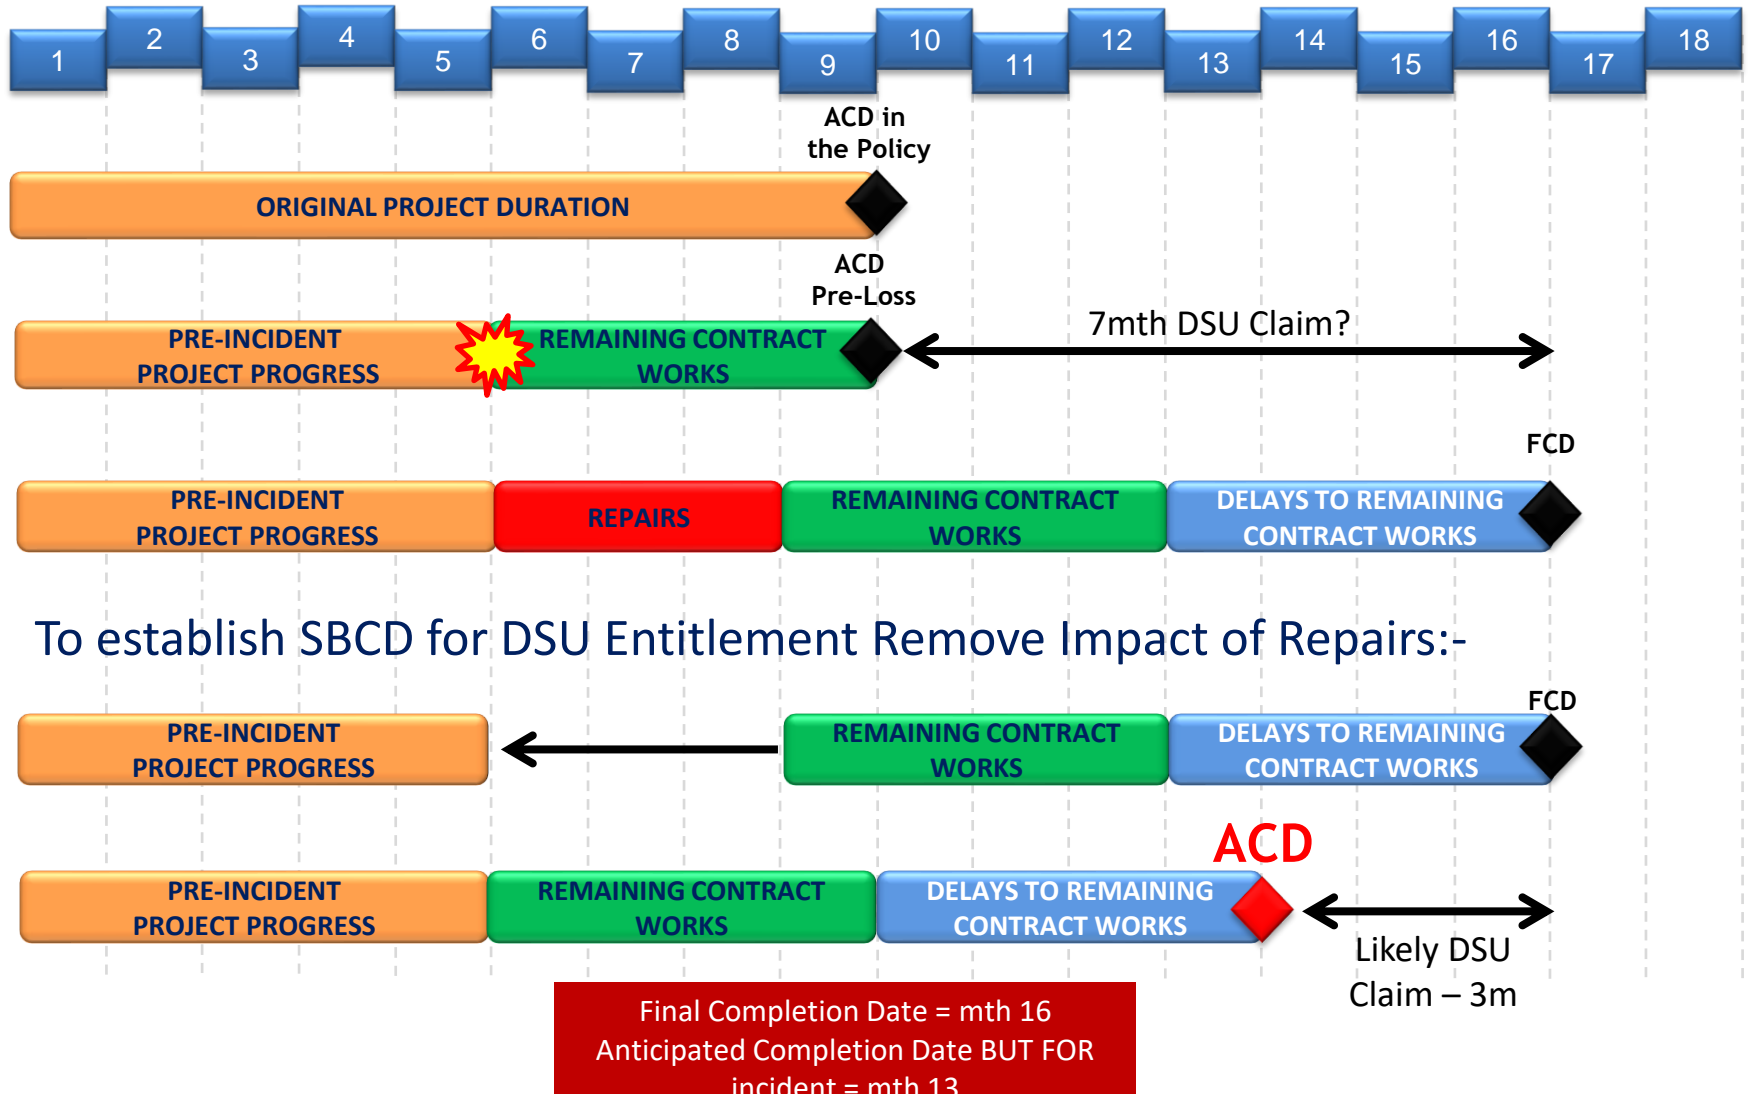 1
2
3
4
5
6
7
8
9
10
11
12
13
14
15
16
17
18
ACD in
the Policy
ORIGINAL PROJECT DURATION
ACD
Pre-Loss
PRE-INCIDENT
PROJECT PROGRESS
REMAINING CONTRACT
WORKS
7mth DSU Claim?
FCD
PRE-INCIDENT
PROJECT PROGRESS
REPAIRS
REMAINING CONTRACT
WORKS
DELAYS TO REMAINING
CONTRACT WORKS
To establish SBCD for DSU Entitlement Remove Impact of Repairs:-
FCD
PRE-INCIDENT
PROJECT PROGRESS
REMAINING CONTRACT
WORKS
DELAYS TO REMAINING
CONTRACT WORKS
ACD
PRE-INCIDENT
PROJECT PROGRESS
REMAINING CONTRACT
WORKS
DELAYS TO REMAINING
CONTRACT WORKS
Likely DSU
Claim – 3m
Final Completion Date = mth 16
Anticipated Completion Date BUT FOR
incident = mth 13